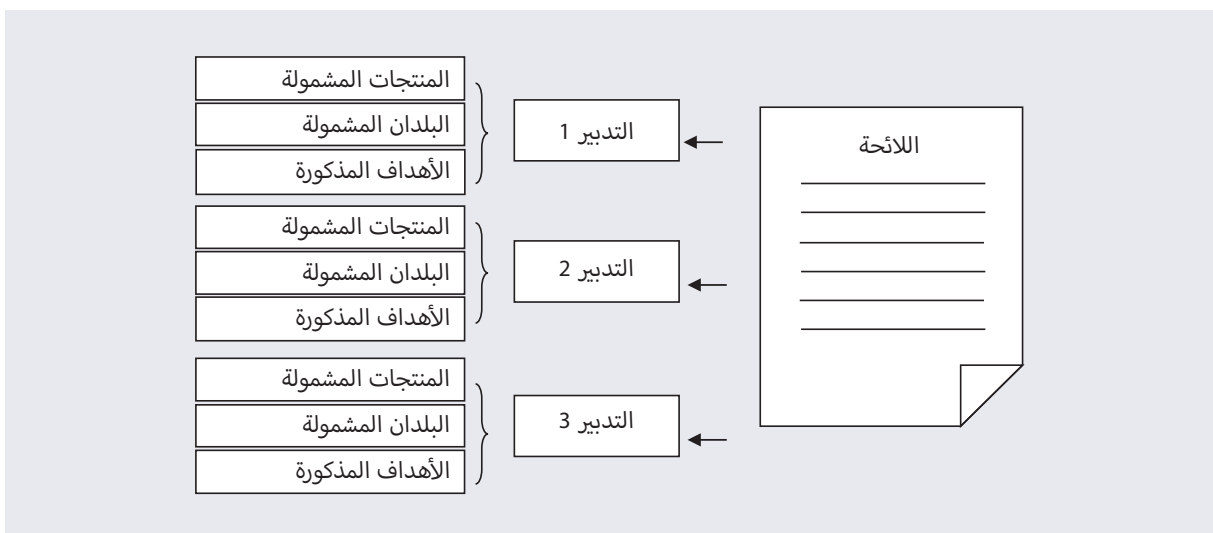 اللائحة
التدبير 1
المنتجات المشمولة
البلدان المشمولة
الأهداف المذكورة
التدبير 2
المنتجات المشمولة
البلدان المشمولة
الأهداف المذكورة
التدبير 3
المنتجات المشمولة
البلدان المشمولة
الأهداف المذكورة